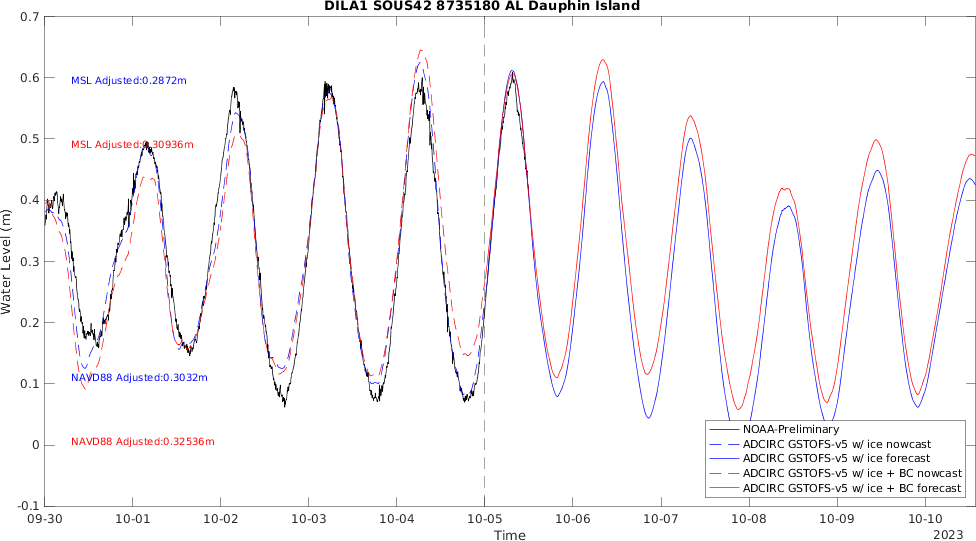 DILA1 SOUS42 8735180 AL Dauphin Island
0.7
0.6
0.5
0.4
0.3
0.2
0.1
0
-0.1
Water Level (m)
MSL Adjusted:0.2872m
MSL Adjusted:0.30936m
NAVD88 Adjusted:0.3032m
NAVD88 Adjusted:0.32536m
NOAA-Preliminary
ADCIRC GSTOFS-v5 w/ ice nowcast
ADCIRC GSTOFS-v5 w/ ice forecast
ADCIRC GSTOFS-v5 w/ ice + BC nowcast
ADCIRC GSTOFS-v5 w/ ice + BC forecast
09-30 10-01 10-02 10-03 10-04 10-05 10-06 10-07 10-08 10-09 10-10
Time
2023